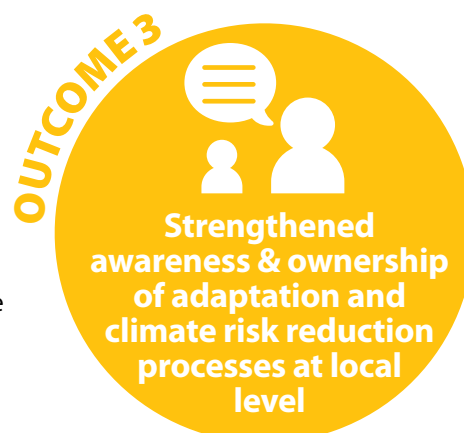 OUTCOME 3
Strengthened
awareness & ownership
of adaptation and
climate risk reduction
processes at local
level
e